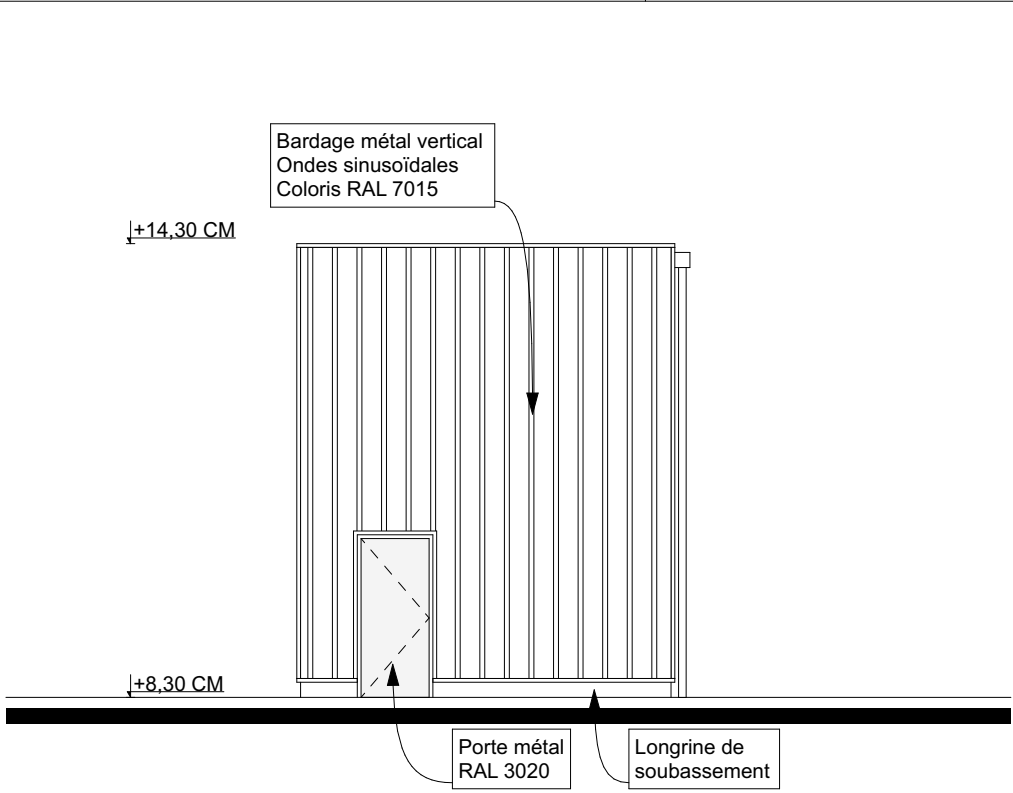 Bardage métal vertical
Ondes sinusoïdales
Coloris RAL 7015
+14,30 CM
+8,30 CM
Porte métal
RAL 3020
Longrine de
soubassement